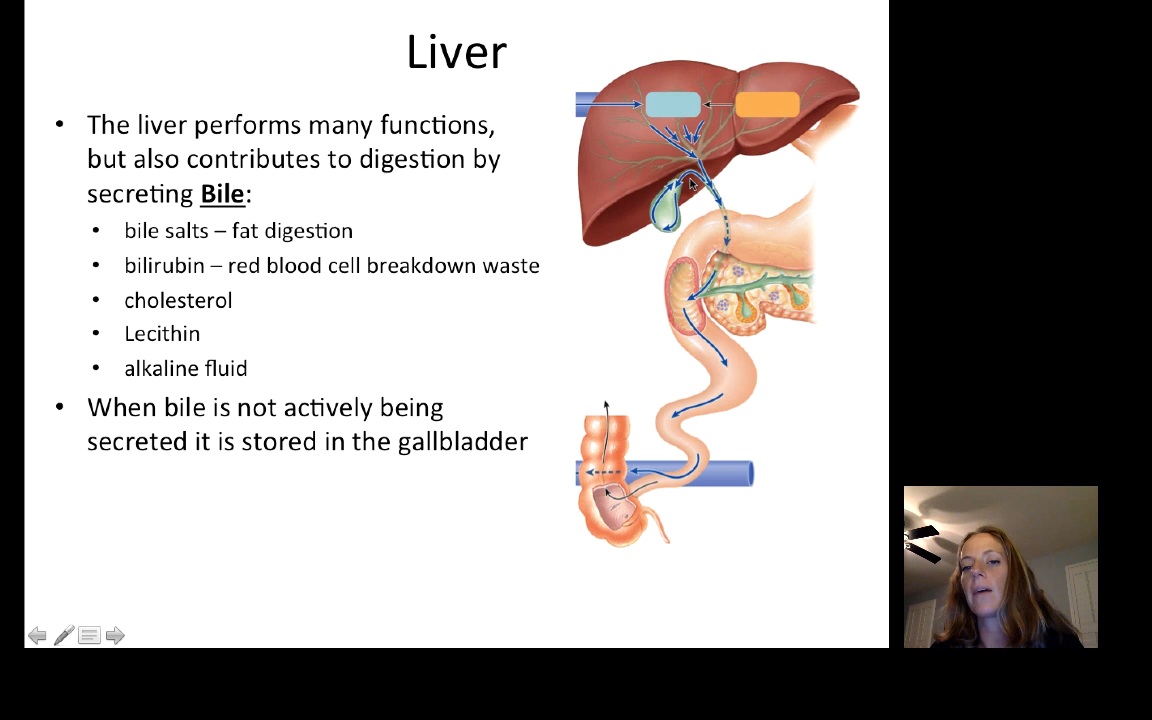 Liver
• The liver performs many functions,
but also contributes to digestion by
secreting Bile:
• bile salts – fat digestion
• bilirubin – red blood cell breakdown waste
• cholesterol
• Lecithin
• alkaline fluid
• When bile is not actively being
secreted it is stored in the gallbladder